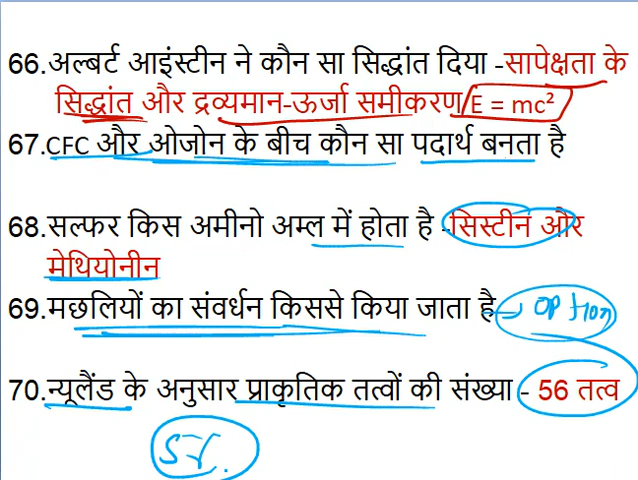 66.अल्बर्ट आइंस्टीन ने कौन सा सिद्धांत दिया -सापेक्षता के
सिद्धांत और द्रव्यमान-ऊर्जा समीकरण E = mc²
67.CFC और ओजोन के बीच कौन सा पदार्थ बनता है
68.सल्फर किस अमीनो अम्ल में होता है -सिस्टीन और
मेथियोनीन
69.मछलियों का संवर्धन किससे किया जाता है option
70.न्यूलैंड के अनुसार प्राकृतिक तत्वों की संख्या - 56 तत्व